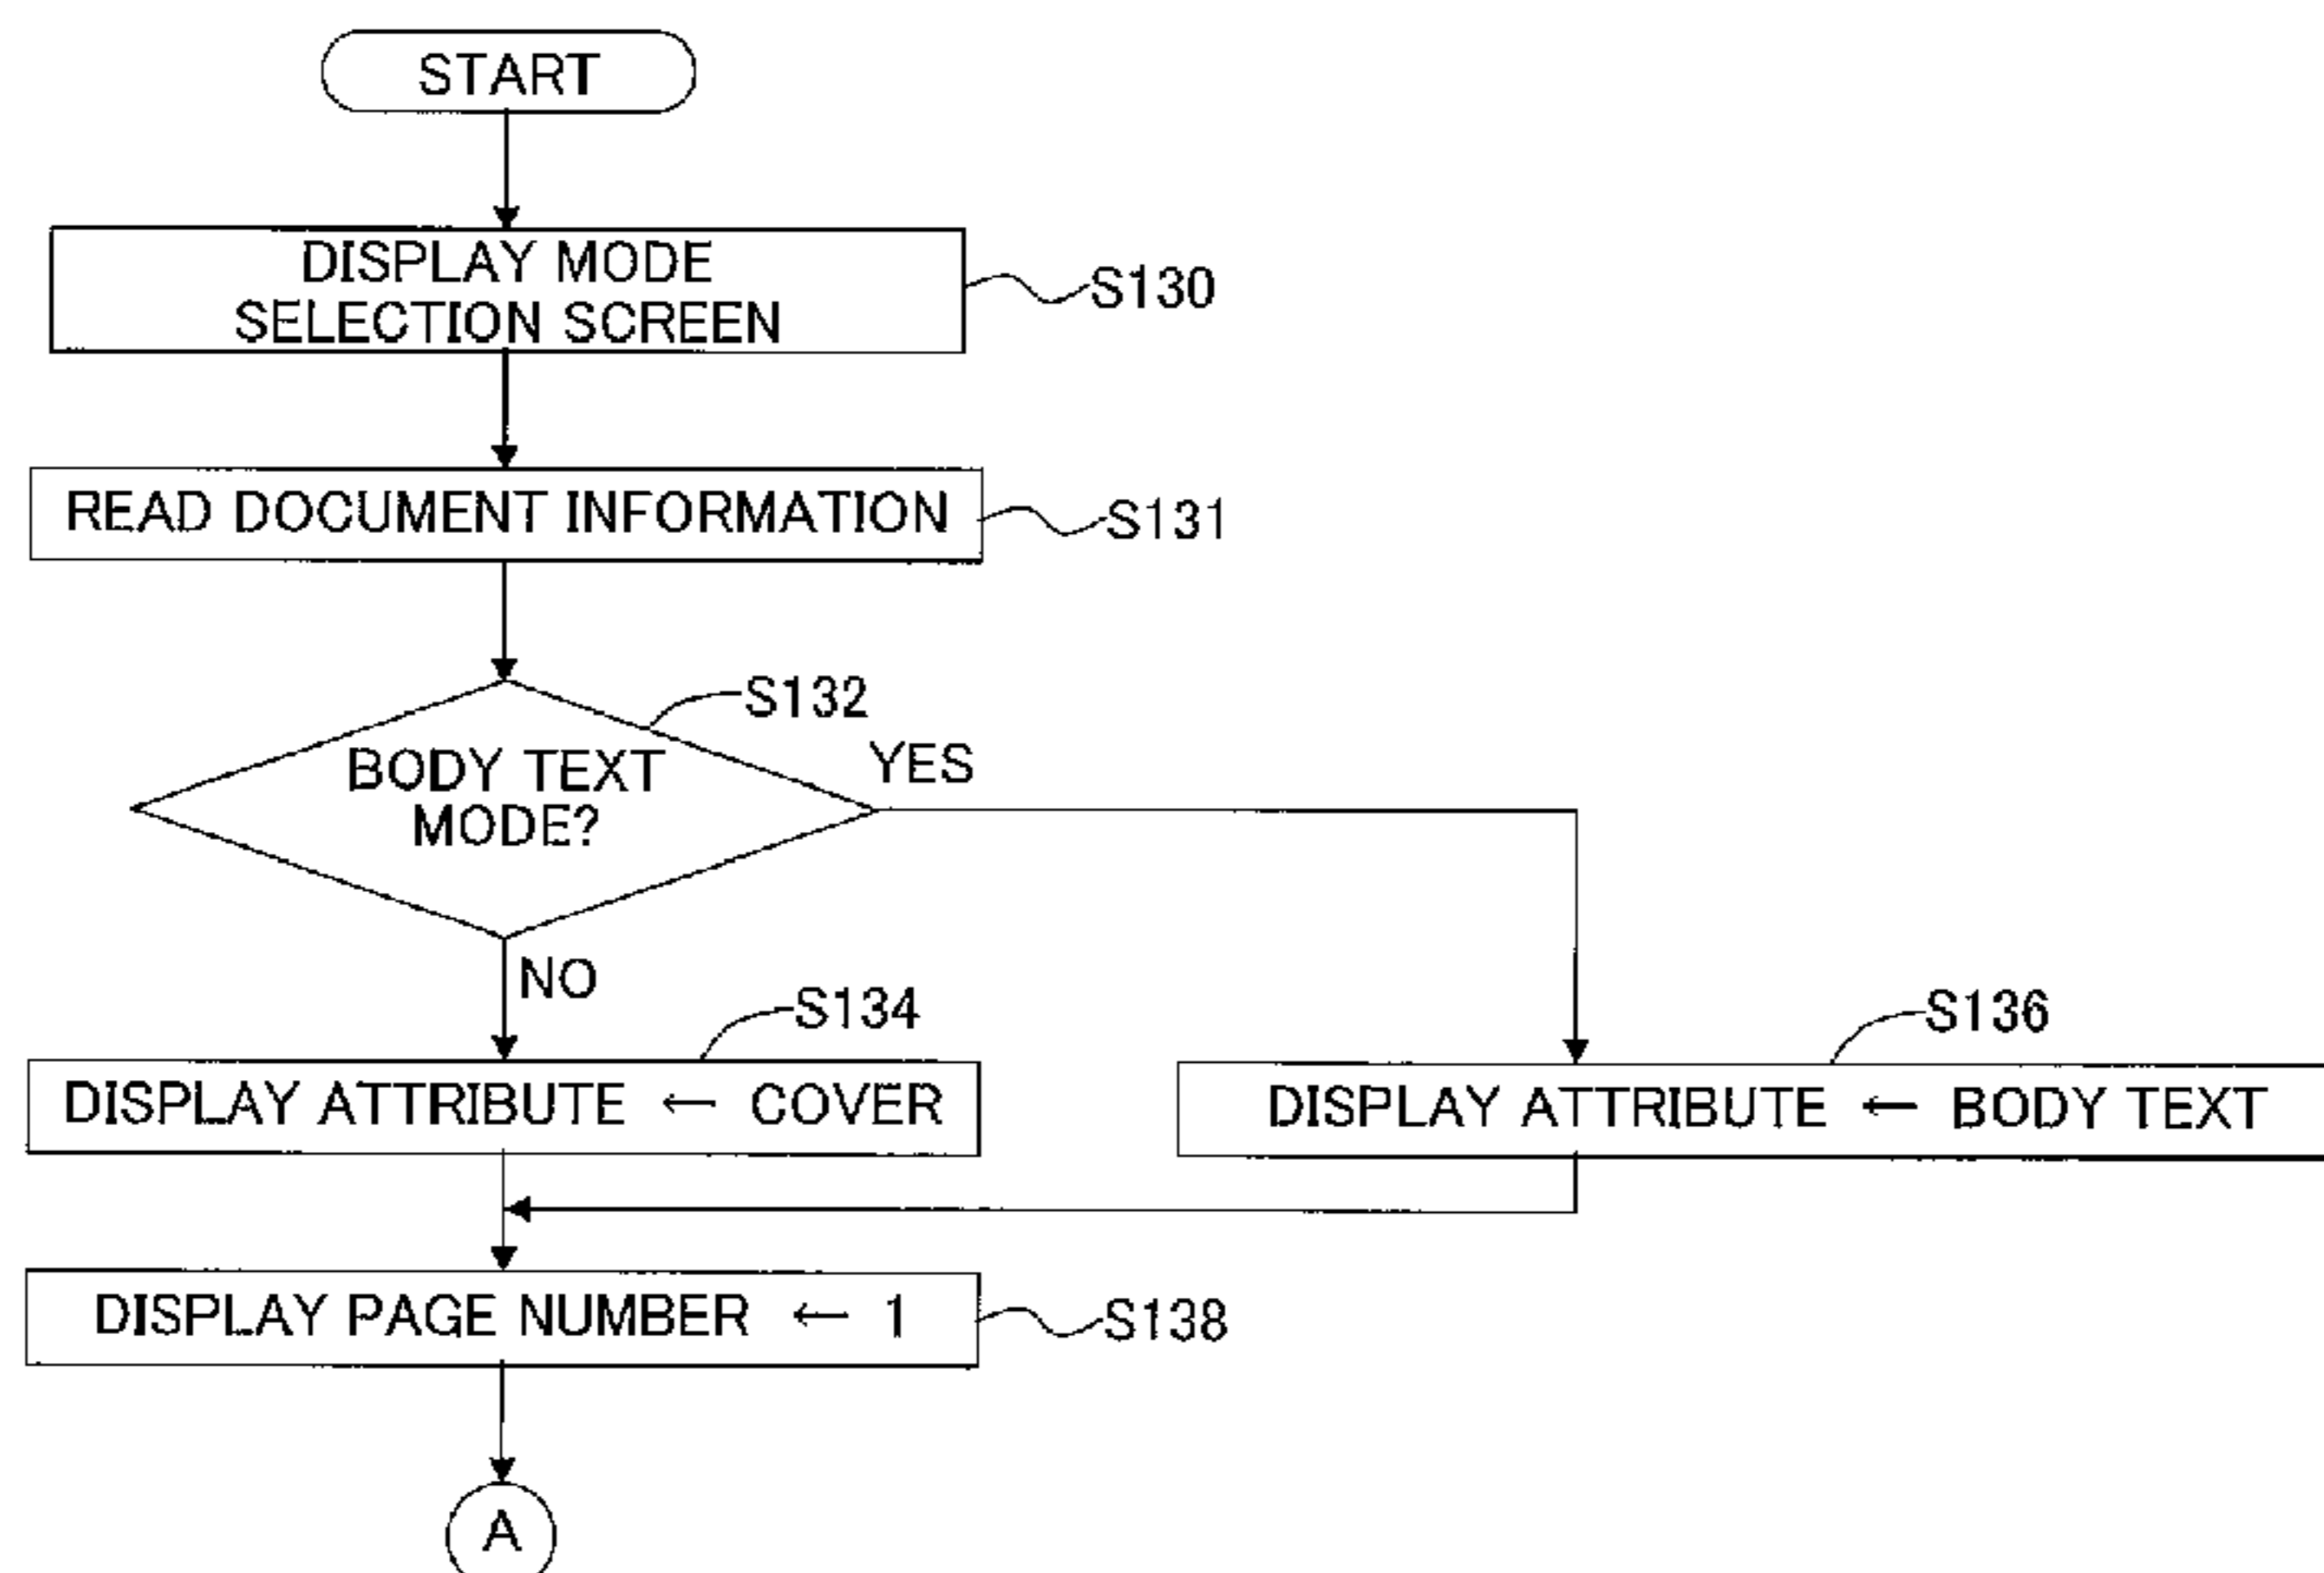 START
DISPLAY MODE
SELECTION SCREEN
S130
READ DOCUMENT INFORMATION
S131
S132
BODY TEXT
MODE?
YES
NO
S134
DISPLAY ATTRIBUTE ← COVER
S136
DISPLAY ATTRIBUTE ← BODY TEXT
DISPLAY PAGE NUMBER ← 1
S138
A